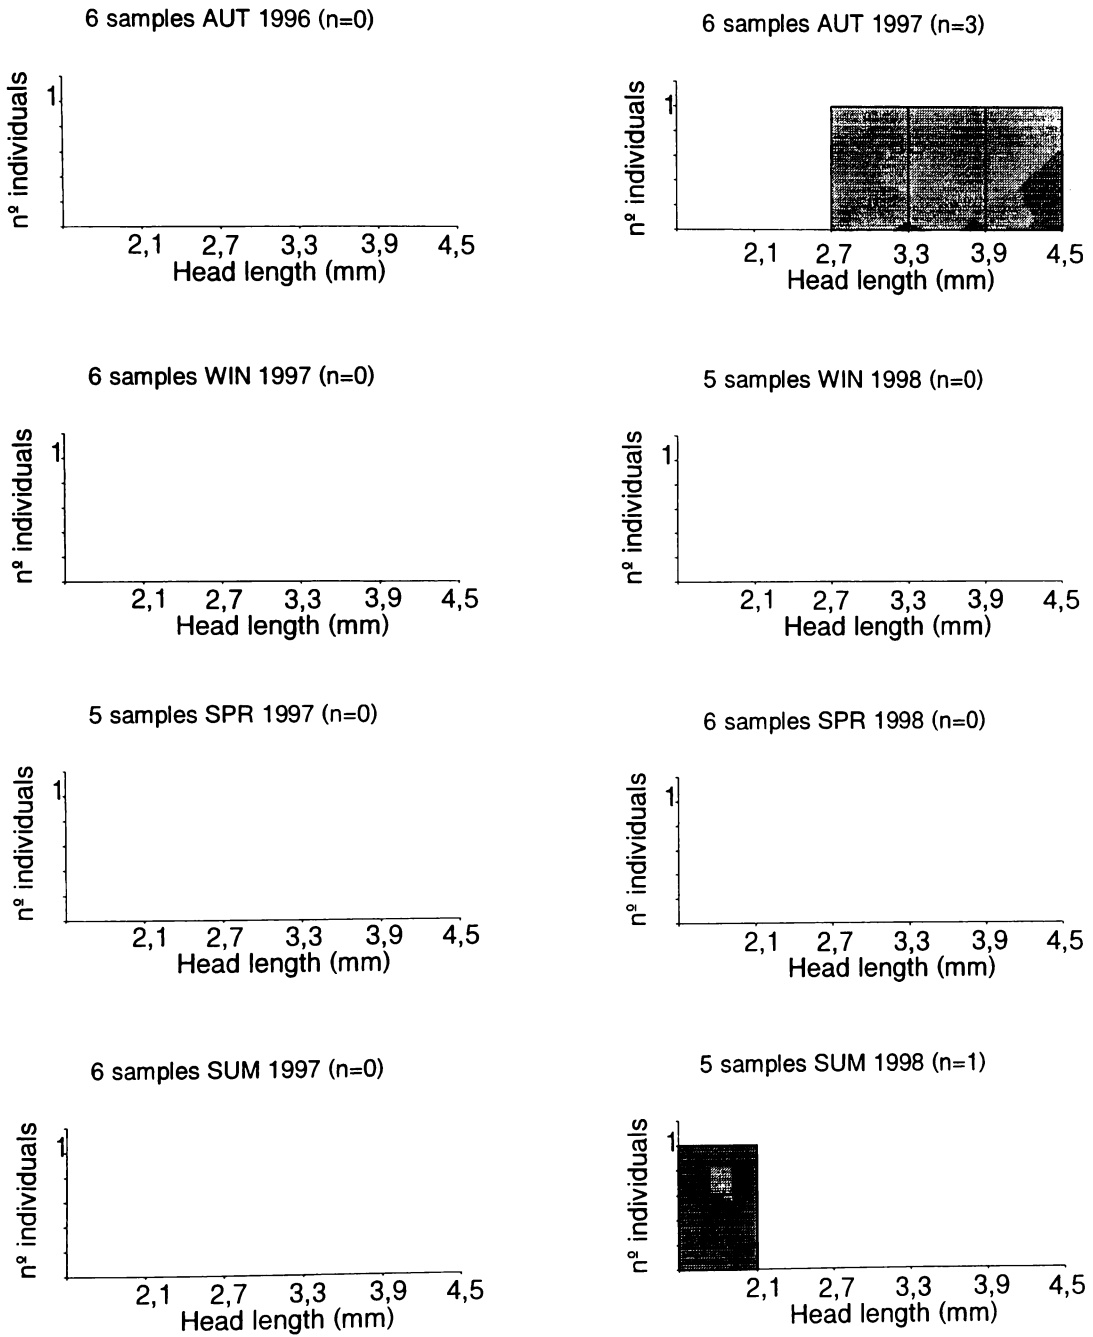 6 samples AUT 1996 (n=0)
nº individuals
1
2,1 2,7 3,3 3,9 4,5
Head length (mm)
6 samples AUT 1997 (n=3)
nº individuals
1
2,1 2,7 3,3 3,9 4,5
Head length (mm)
6 samples WIN 1997 (n=0)
nº individuals
1
2,1 2,7 3,3 3,9 4,5
Head length (mm)
5 samples WIN 1998 (n=0)
nº individuals
1
2,1 2,7 3,3 3,9 4,5
Head length (mm)
5 samples SPR 1997 (n=0)
nº individuals
1
2,1 2,7 3,3 3,9 4,5
Head length (mm)
6 samples SPR 1998 (n=0)
nº individuals
1
2,1 2,7 3,3 3,9 4,5
Head length (mm)
6 samples SUM 1997 (n=0)
nº individuals
1
2,1 2,7 3,3 3,9 4,5
Head length (mm)
5 samples SUM 1998 (n=1)
nº individuals
1
2,1 2,7 3,3 3,9 4,5
Head length (mm)